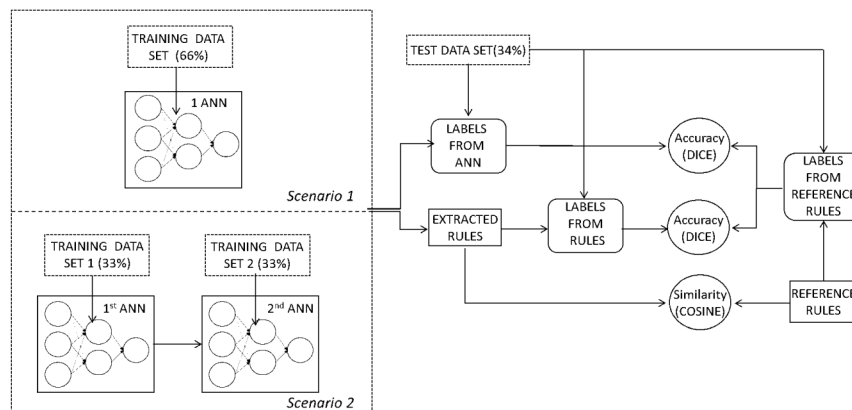 TRAINING DATA
SET (66%)
1 ANN
Scenario 1
TRAINING DATA
SET 1 (33%)
1st ANN
TRAINING DATA
SET 2 (33%)
2nd ANN
Scenario 2
TEST DATA SET(34%)
LABELS
FROM
ANN
Accuracy
(DICE)
LABELS
FROM
REFERENCE
RULES
EXTRACTED
RULES
LABELS
FROM
RULES
Accuracy
(DICE)
Similarity
(COSINE)
REFERENCE
RULES